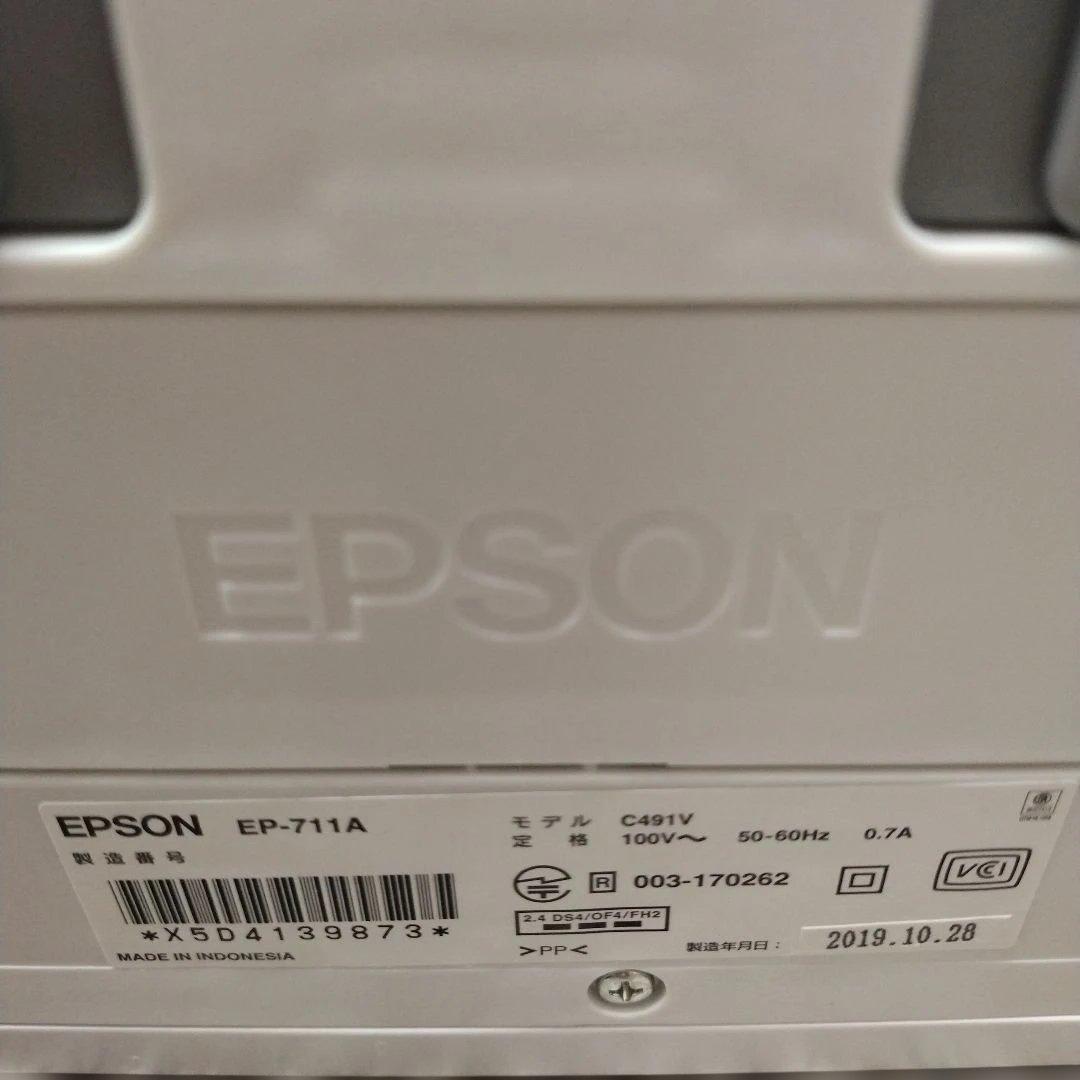 EPSON
EPSON EP-711A
製造番号
*X5D4139873*
MADE IN INDONESIA
モデル C491V
定格 100V～ 50-60Hz 0.7A
R 003-170262
VCI
2.4 DS4/OF4/FH2
>PP<
製造年月日： 2019.10.28